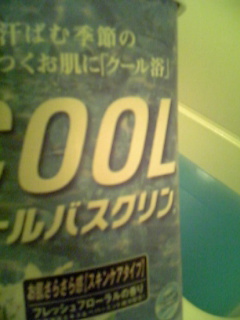 汗ばむ季節の
つくお肌に「クール浴」
COOL
ールバスクリン
お肌さらさら感「スキンケアタイプ」
フレッシュフローラルの香り